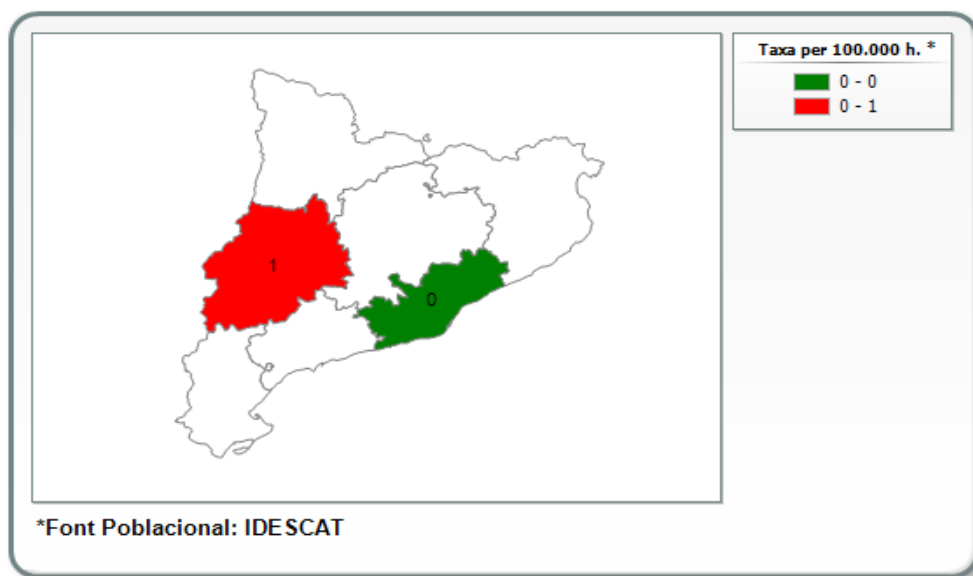 Taxa per 100.000 h. *
0 - 0
0 - 1
1
0
*Font Poblacional: IDESCAT